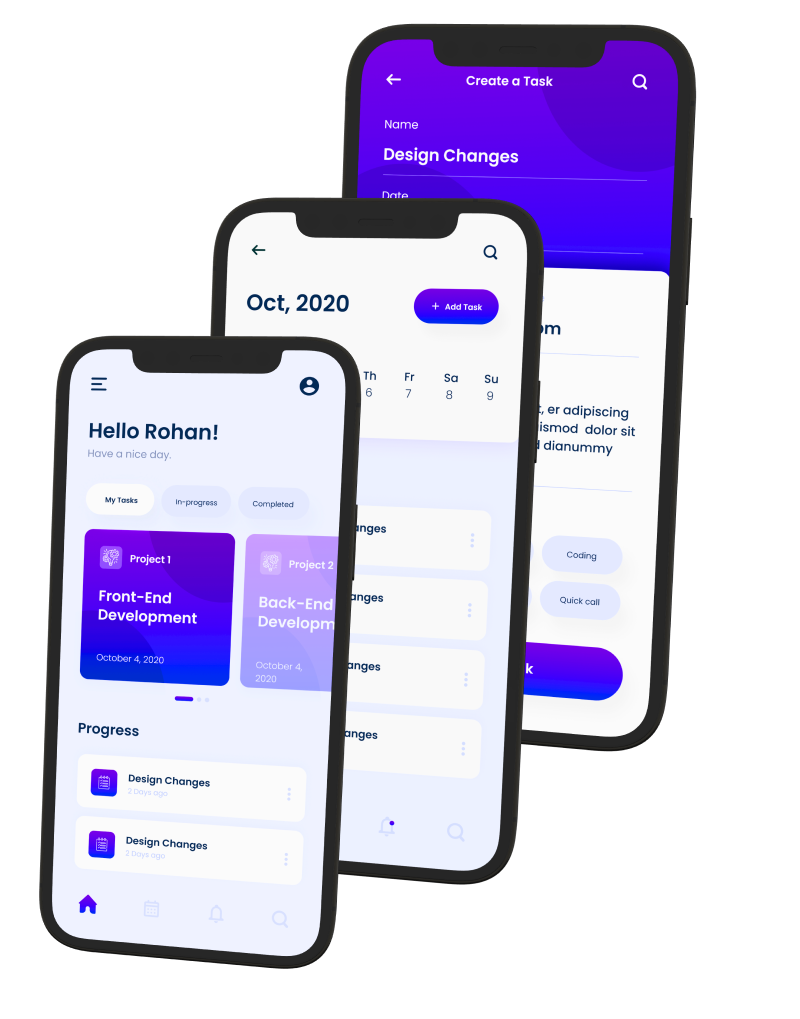 Create a Task
Name
Design Changes
Date
Oct, 2020
+ Add Task
Th Fr Sa Su
6 7 8 9
Hello Rohan!
Have a nice day.
My Tasks
In-progress
Completed
Project 1
Front-End
Development
October 4, 2020
Project 2
Back-End
Developm
October 4,
2020
Progress
Design Changes
2 Days ago
Design Changes
2 Days ago
anges
anges
anges
anges
om
t, er adipiscing
ismod dolor sit
d dianummy
Coding
Quick call
k